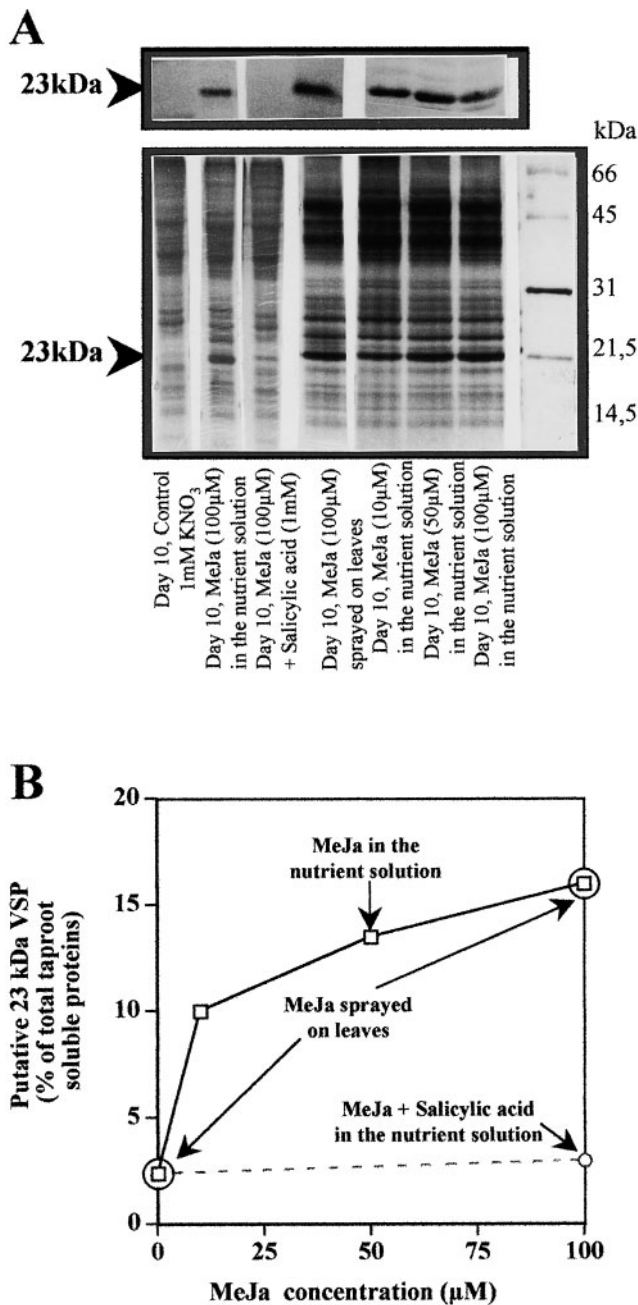 A
23kDa
kDa
66
45
31
21,5
14,5
23kDa
Day 10, Control
1mM KNO3
Day 10, MeJa (100µM)
in the nutrient solution
Day 10, MeJa (100µM)
+ Salicylic acid (1mM)
Day 10, MeJa (100µM)
sprayed on leaves
Day 10, MeJa (10µM)
in the nutrient solution
Day 10, MeJa (50µM)
in the nutrient solution
Day 10, MeJa (100µM)
in the nutrient solution
B
Putative 23 kDa VSP
(% of total taproot
soluble proteins)
20
15
10
5
0
MeJa in the
nutrient solution
MeJa sprayed
on leaves
MeJa + Salicylic acid
in the nutrient solution
0
25
50
75
100
MeJa concentration (µM)